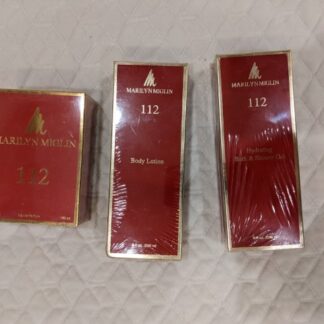 MARILYN MIGLIN
112
MARILYN MIGLIN
112
Body Lotion
MARILYN MIGLIN
112
Hydrating
Bath & Shower Gel